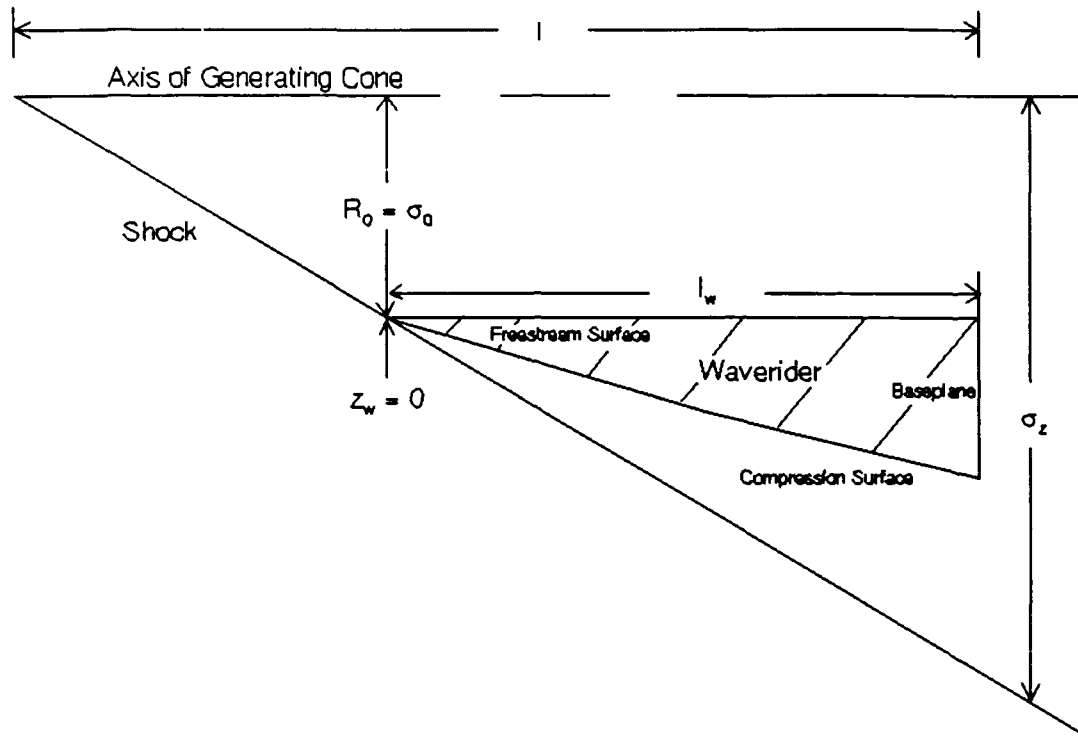 l
Axis of Generating Cone
R₀ = σ₀
Shock
l_w
Freestream Surface
Waverider
z_w = 0
Baseplane
σ_z
Compression Surface